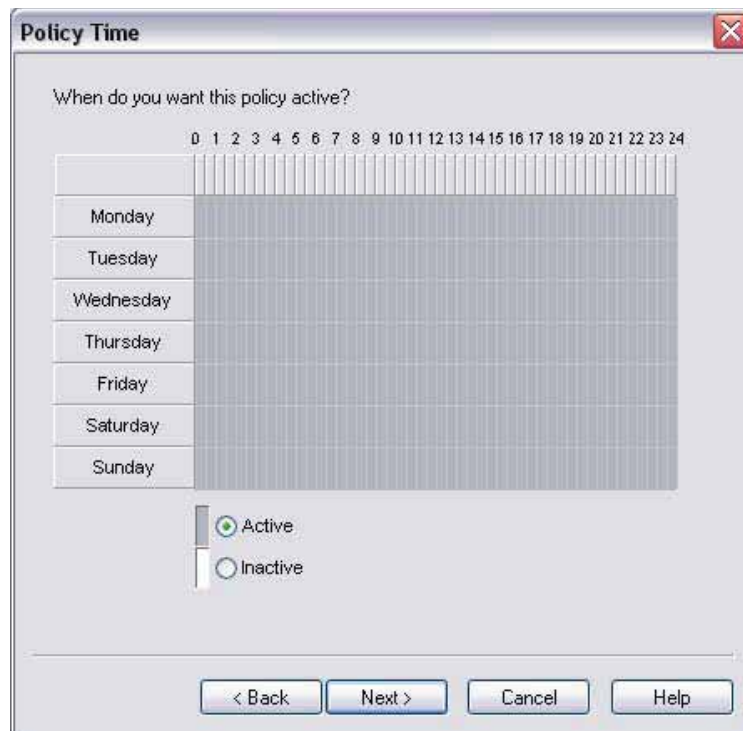 Policy Time
When do you want this policy active?
0 1 2 3 4 5 6 7 8 9 10 11 12 13 14 15 16 17 18 19 20 21 22 23 24
Monday
Tuesday
Wednesday
Thursday
Friday
Saturday
Sunday
Active
Inactive
< Back Next > Cancel Help